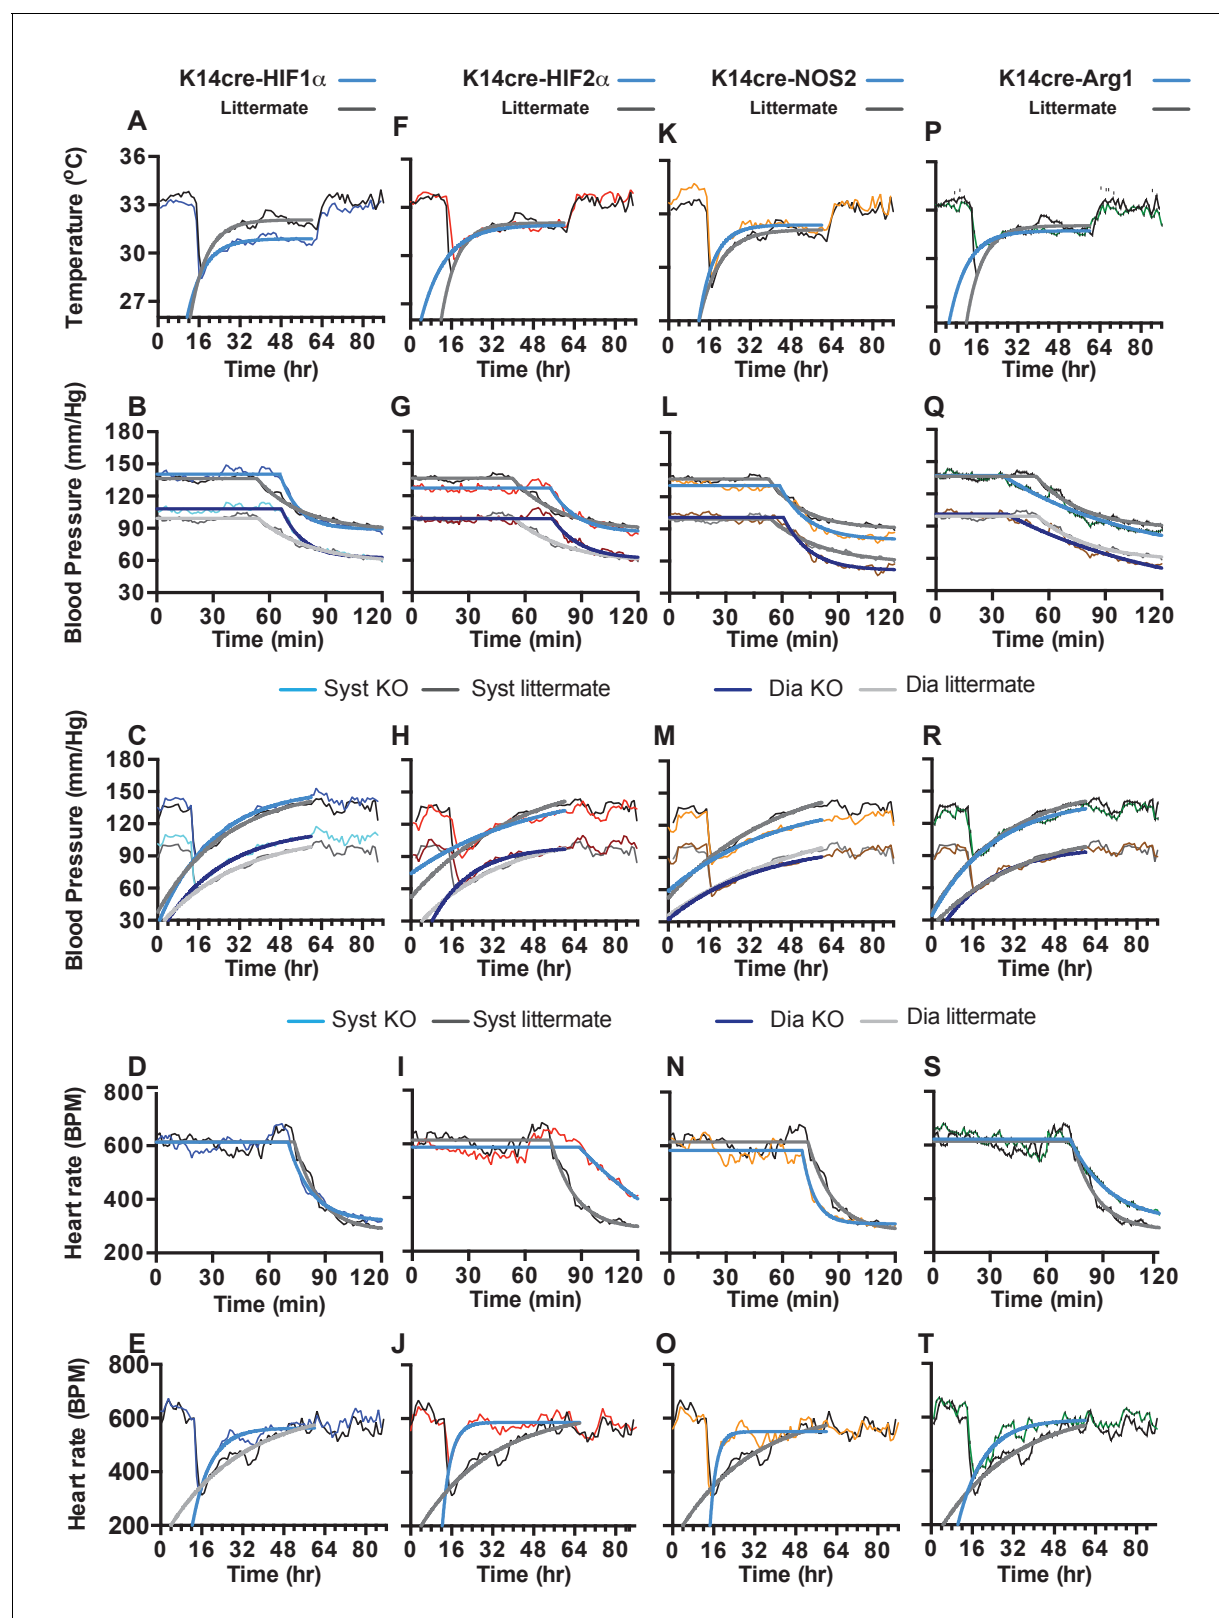 K14cre-HIF1α K14cre-HIF2α K14cre-NOS2 K14cre-Arg1
Littermate Littermate Littermate Littermate
A F K P
Temperature (ºC)
36
33
30
27
0 16 32 48 64 80 0 16 32 48 64 80 0 16 32 48 64 80 0 16 32 48 64 80
Time (hr) Time (hr) Time (hr) Time (hr)
B G L Q
Blood Pressure (mm/Hg)
180
150
120
90
60
30
0 30 60 90 120 0 30 60 90 120 0 30 60 90 120 0 30 60 90 120
Time (min) Time (min) Time (min) Time (min)
Syst KO Syst littermate Dia KO Dia littermate
C H M R
Blood Pressure (mm/Hg)
180
150
120
90
60
30
0 16 32 48 64 80 0 16 32 48 64 80 0 16 32 48 64 80 0 16 32 48 64 80
Time (hr) Time (hr) Time (hr) Time (hr)
Syst KO Syst littermate Dia KO Dia littermate
D I N S
Heart rate (BPM)
800
600
400
200
0 30 60 90 120 0 30 60 90 120 0 30 60 90 120 0 30 60 90 120
Time (min) Time (min) Time (min) Time (min)
E J O T
Heart rate (BPM)
800
600
400
200
0 16 32 48 64 80 0 16 32 48 64 80 0 16 32 48 64 80 0 16 32 48 64 80
Time (hr) Time (hr) Time (hr) Time (hr)